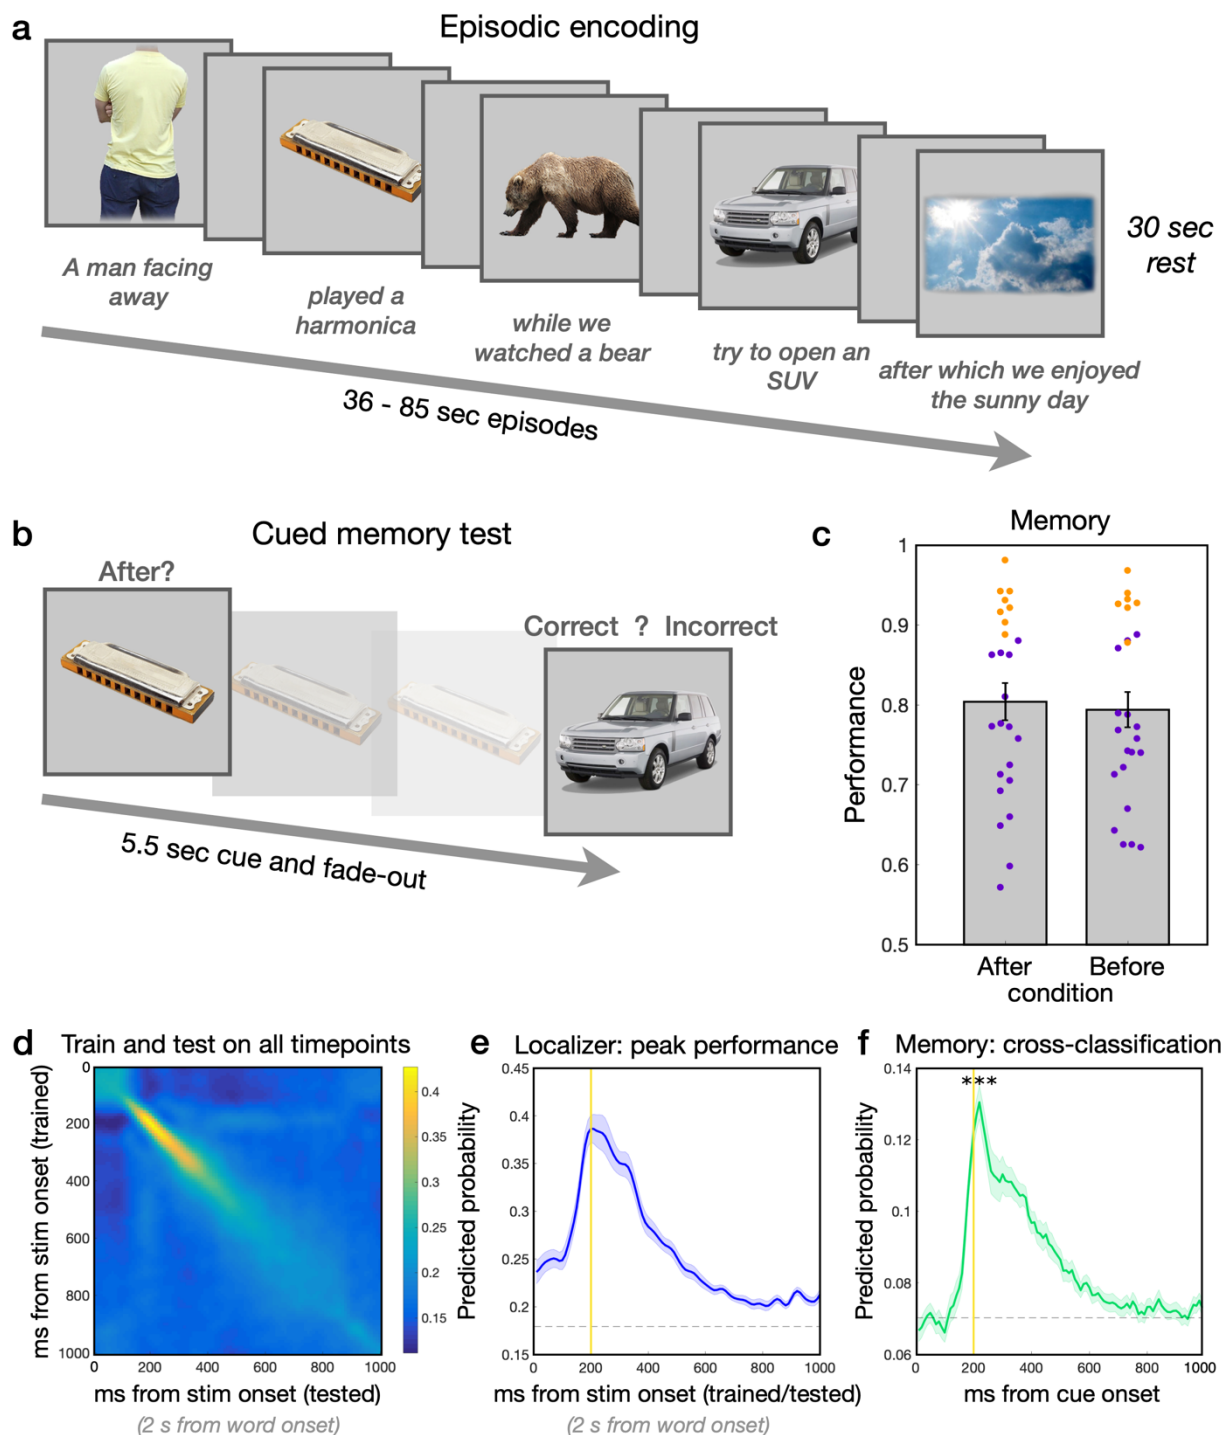 a
Episodic encoding
A man facing
away
played a
harmonica
while we
watched a bear
try to open an
SUV
after which we enjoyed
the sunny day
30 sec
rest
36 - 85 sec episodes
b
Cued memory test
After?
Correct ? Incorrect
5.5 sec cue and fade-out
c
Memory
Performance
1
0.9
0.8
0.7
0.6
0.5
After
Before
condition
d
Train and test on all timepoints
ms from stim onset (trained)
0
200
400
600
800
1000
0
200
400
600
800
1000
0.4
0.35
0.3
0.25
0.2
0.15
ms from stim onset (tested)
(2 s from word onset)
e
Localizer: peak performance
Predicted probability
0.45
0.4
0.35
0.3
0.25
0.2
0.15
0
200
400
600
800
1000
ms from stim onset (trained/tested)
(2 s from word onset)
f
Memory: cross-classification
Predicted probability
0.14
0.12
0.1
0.08
0.06
***
0
200
400
600
800
1000
ms from cue onset